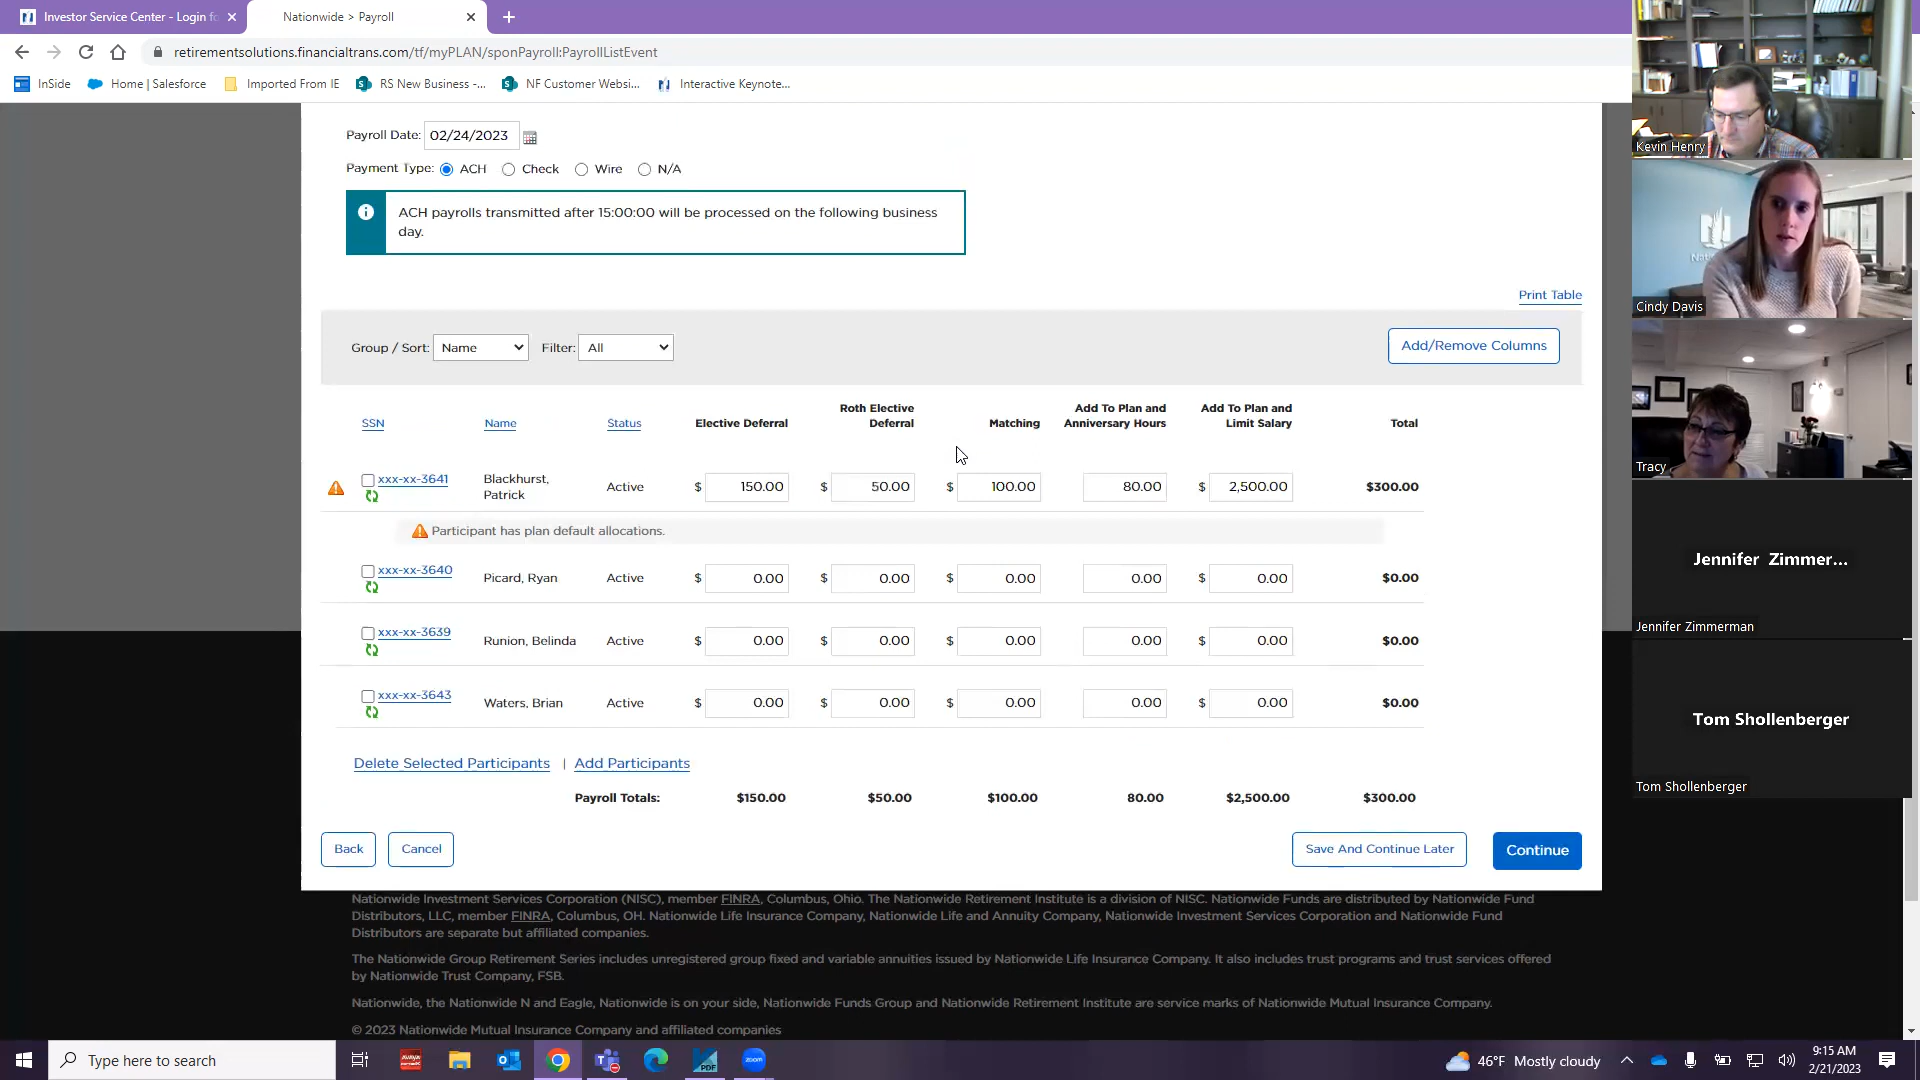 Investor Service Center - Login fo
Nationwide > Payroll
retirementsolutions.financialtrans.com/tf/myPLAN/sponPayroll:PayrollListEvent
InSide
Home | Salesforce
Imported From IE
RS New Business -...
NF Customer Websi...
Interactive Keynote...
Payroll Date: 02/24/2023
Payment Type: ACH Check Wire N/A
ACH payrolls transmitted after 15:00:00 will be processed on the following business
day.
Print Table
Group / Sort: Name Filter: All
Add/Remove Columns
SSN Name Status Elective Deferral Roth Elective Deferral Matching Add To Plan and Anniversary Hours Add To Plan and Limit Salary Total
xxx-xx-3641 Blackhurst, Patrick Active $ 150.00 $ 50.00 $ 100.00 80.00 $ 2,500.00 $300.00
Participant has plan default allocations.
xxx-xx-3640 Picard, Ryan Active $ 0.00 $ 0.00 $ 0.00 0.00 $ 0.00 $0.00
xxx-xx-3639 Runion, Belinda Active $ 0.00 $ 0.00 $ 0.00 0.00 $ 0.00 $0.00
xxx-xx-3643 Waters, Brian Active $ 0.00 $ 0.00 $ 0.00 0.00 $ 0.00 $0.00
Delete Selected Participants | Add Participants
Payroll Totals: $150.00 $50.00 $100.00 80.00 $2,500.00 $300.00
Back Cancel Save And Continue Later Continue
Nationwide Investment Services Corporation (NISC), member FINRA, Columbus, Ohio. The Nationwide Retirement Institute is a division of NISC. Nationwide Funds are distributed by Nationwide Fund
Distributors, LLC, member FINRA, Columbus, OH. Nationwide Life Insurance Company, Nationwide Life and Annuity Company, Nationwide Investment Services Corporation and Nationwide Fund
Distributors are separate but affiliated companies.
The Nationwide Group Retirement Series includes unregistered group fixed and variable annuities issued by Nationwide Life Insurance Company. It also includes trust programs and trust services offered
by Nationwide Trust Company, FSB.
Nationwide, the Nationwide N and Eagle, Nationwide is on your side, Nationwide Funds Group and Nationwide Retirement Institute are service marks of Nationwide Mutual Insurance Company.
© 2023 Nationwide Mutual Insurance Company and affiliated companies
Kevin Henry
Cindy Davis
Tracy
Jennifer Zimmer...
Jennifer Zimmerman
Tom Shollenberger
Tom Shollenberger
Type here to search
AVAYA
PDF
zoom
46°F Mostly cloudy
9:15 AM
2/21/2023